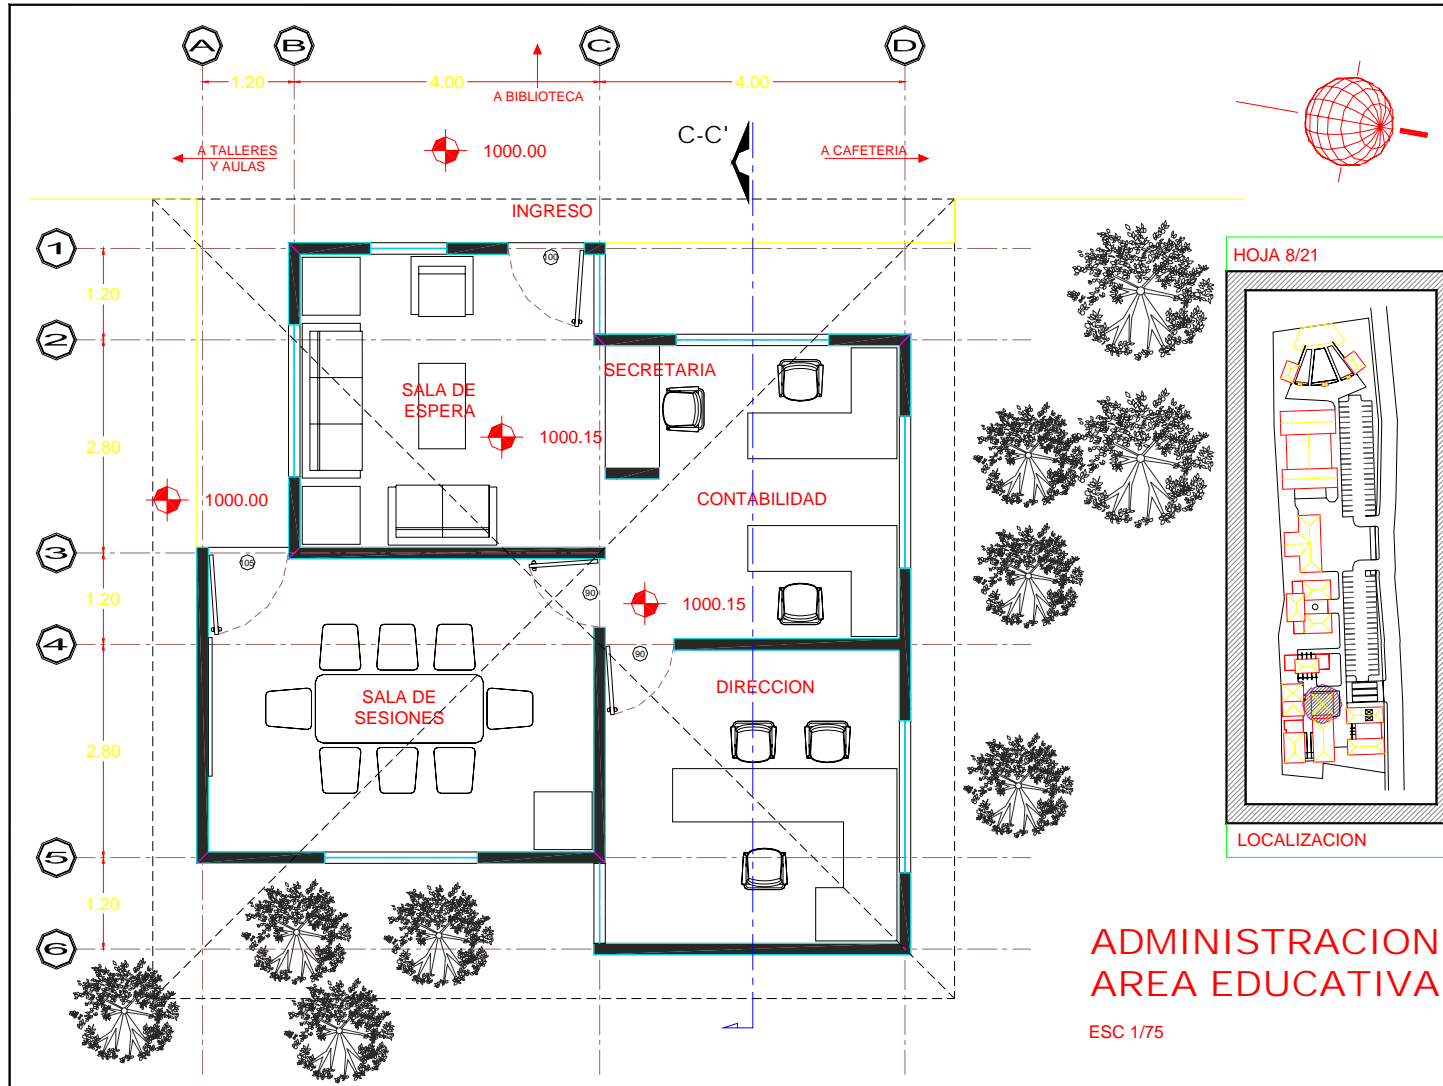 A
B
C
D
1.20
4.00
4.00
A BIBLIOTECA
C-C'
A TALLERES
Y AULAS
1000.00
A CAFETERIA
INGRESO
1
100
HOJA 8/21
1.20
2
SECRETARIA
SALA DE
ESPERA
1000.15
2.80
1000.00
CONTABILIDAD
3
105
90
1.20
1000.15
4
90
DIRECCION
SALA DE
SESIONES
2.80
LOCALIZACION
5
1.20
6
ADMINISTRACION
AREA EDUCATIVA
ESC 1/75